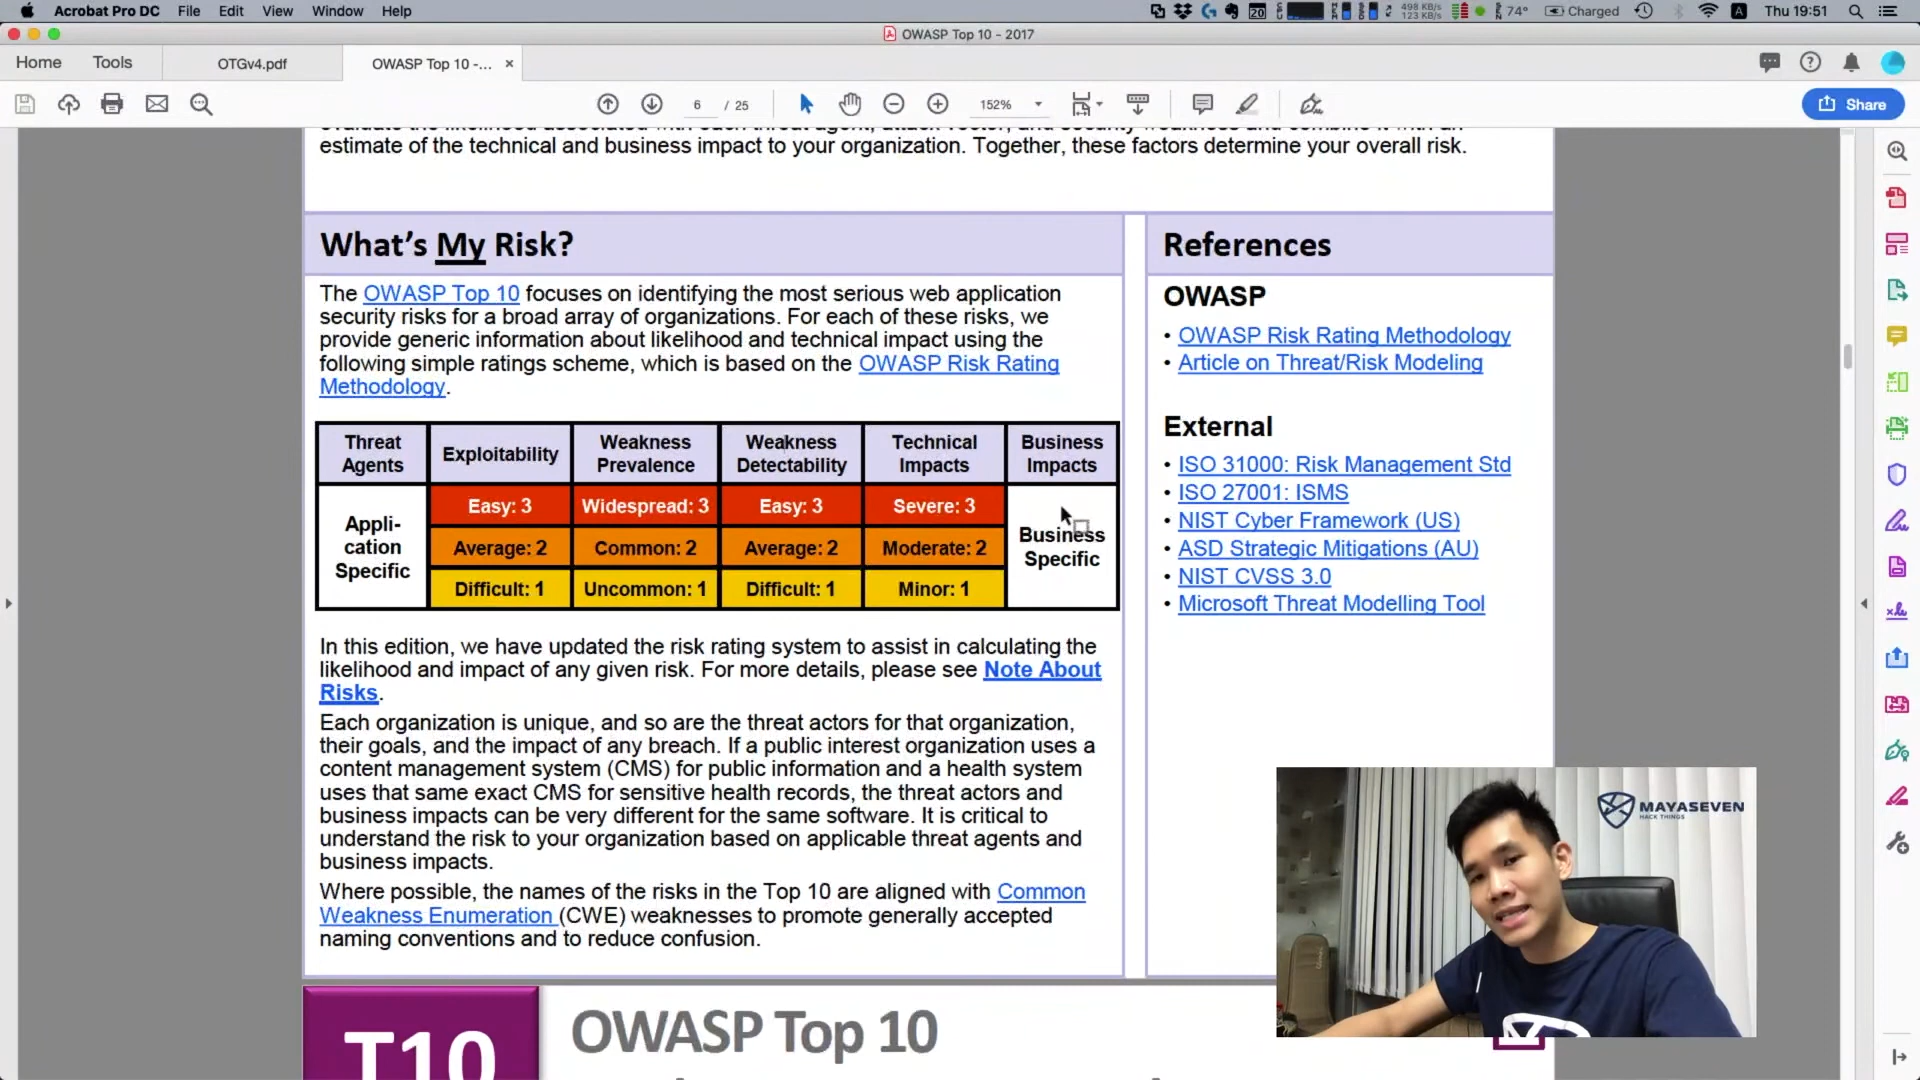 Acrobat Pro DC File Edit View Window Help
20
498 KB/s
123 KB/s
74° Charged A Thu 19:51
OWASP Top 10 - 2017
Home Tools OTGv4.pdf OWASP Top 10 -... ×
6 / 25 152% Share
estimate of the technical and business impact to your organization. Together, these factors determine your overall risk.
What's My Risk?
The OWASP Top 10 focuses on identifying the most serious web application
security risks for a broad array of organizations. For each of these risks, we
provide generic information about likelihood and technical impact using the
following simple ratings scheme, which is based on the OWASP Risk Rating
Methodology.
Threat Agents Exploitability Weakness Prevalence Weakness Detectability Technical Impacts Business Impacts
Appli-
cation
Specific
Easy: 3 Widespread: 3 Easy: 3 Severe: 3
Average: 2 Common: 2 Average: 2 Moderate: 2
Difficult: 1 Uncommon: 1 Difficult: 1 Minor: 1
Business
Specific
In this edition, we have updated the risk rating system to assist in calculating the
likelihood and impact of any given risk. For more details, please see Note About
Risks.
Each organization is unique, and so are the threat actors for that organization,
their goals, and the impact of any breach. If a public interest organization uses a
content management system (CMS) for public information and a health system
uses that same exact CMS for sensitive health records, the threat actors and
business impacts can be very different for the same software. It is critical to
understand the risk to your organization based on applicable threat agents and
business impacts.
Where possible, the names of the risks in the Top 10 are aligned with Common
Weakness Enumeration (CWE) weaknesses to promote generally accepted
naming conventions and to reduce confusion.
References
OWASP
• OWASP Risk Rating Methodology
• Article on Threat/Risk Modeling
External
• ISO 31000: Risk Management Std
• ISO 27001: ISMS
• NIST Cyber Framework (US)
• ASD Strategic Mitigations (AU)
• NIST CVSS 3.0
• Microsoft Threat Modelling Tool
MAYASEVEN
HACK THINGS
T10
OWASP Top 10